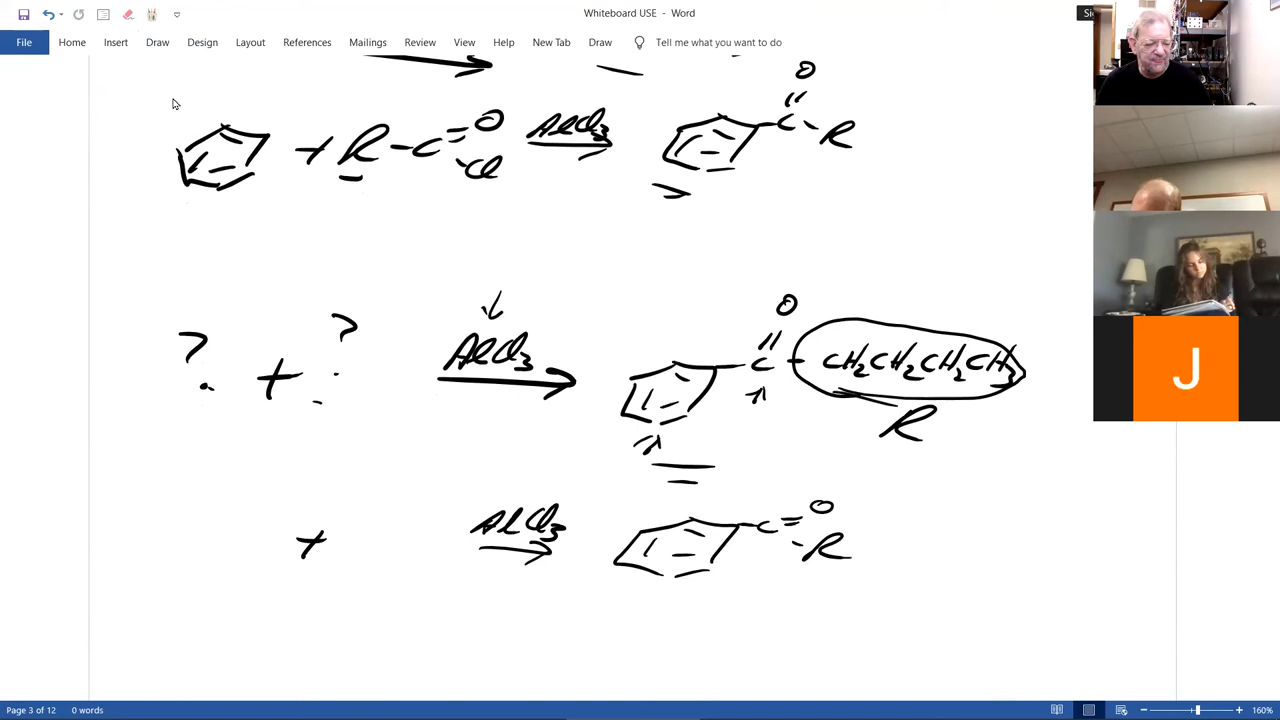 Whiteboard USE - Word
File Home Insert Draw Design Layout References Mailings Review View Help New Tab Draw Tell me what you want to do
O
+ R - C = O AlCl3 C - R
Cl
O
? + ? AlCl3 C - CH2CH2CH2CH3
R
+ AlCl3 C = O
- R
J
Page 3 of 12 0 words 160%